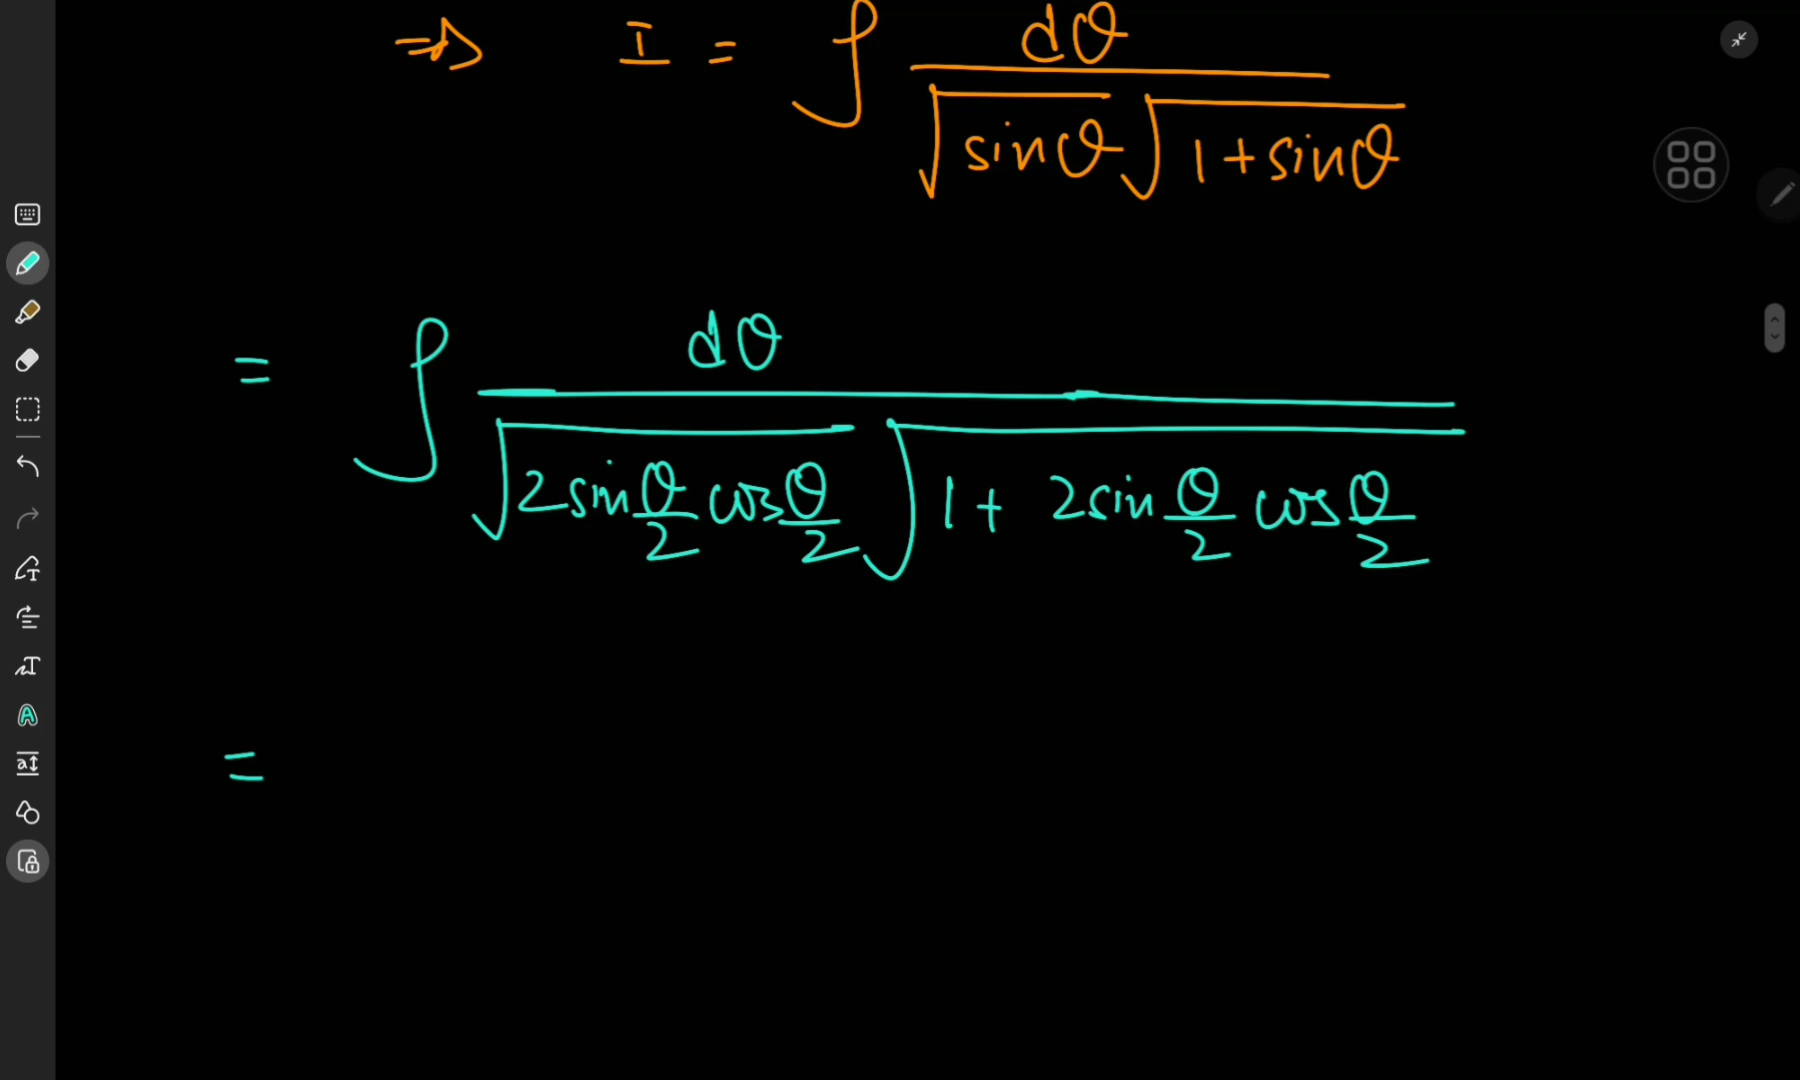 ⇒ I = ∫ dθ / √sinθ √1+sinθ
= ∫ dθ / √2sin θ/2 cos θ/2 √1+ 2sin θ/2 cos θ/2
=